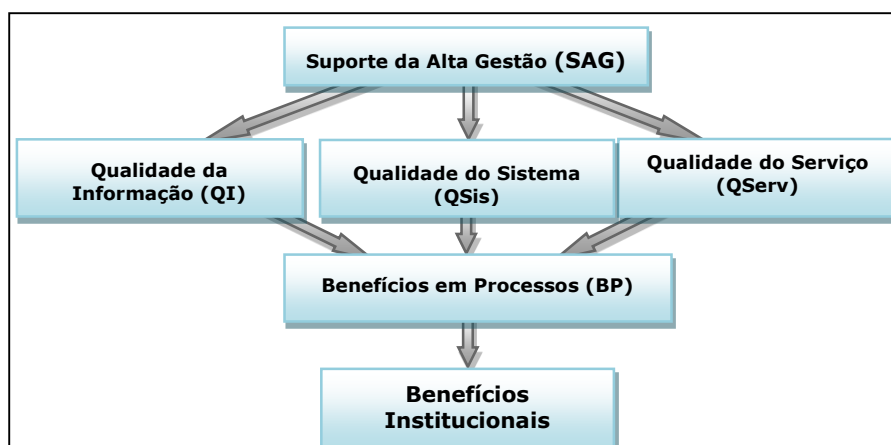 Suporte da Alta Gestão (SAG)
Qualidade da
Informação (QI)
Qualidade do Sistema
(QSis)
Qualidade do Serviço
(QServ)
Benefícios em Processos (BP)
Benefícios
Institucionais